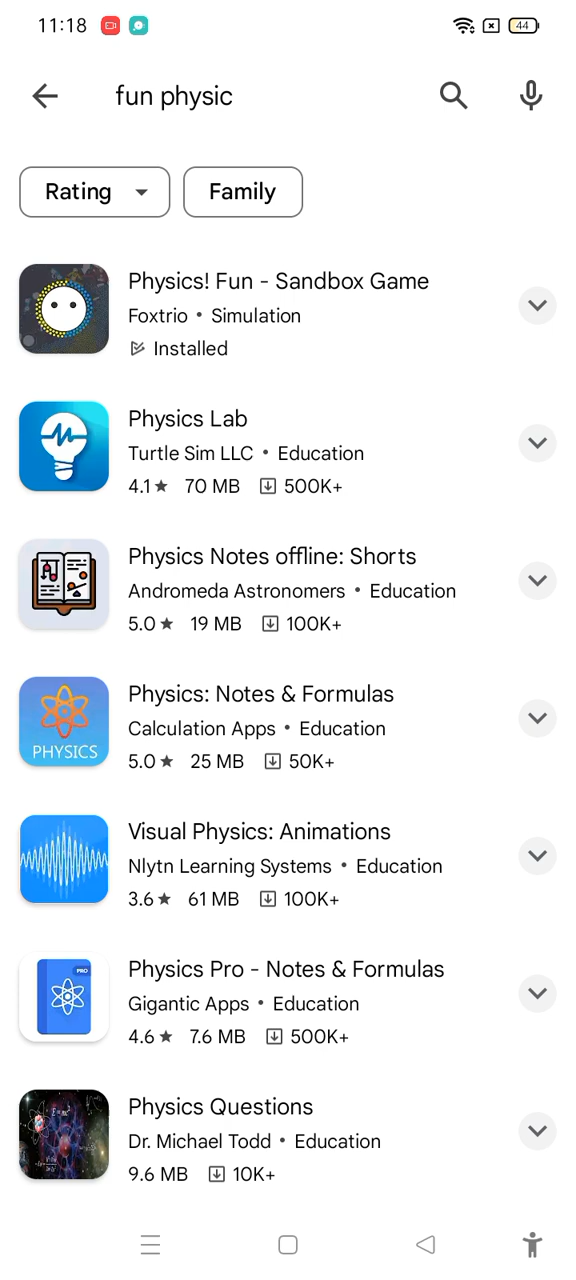 11:18
44
fun physic
Rating
Family
Physics! Fun - Sandbox Game
Foxtrio • Simulation
Installed
Physics Lab
Turtle Sim LLC • Education
4.1★ 70 MB 500K+
Physics Notes offline: Shorts
Andromeda Astronomers • Education
5.0★ 19 MB 100K+
Physics: Notes & Formulas
Calculation Apps • Education
5.0★ 25 MB 50K+
PHYSICS
Visual Physics: Animations
Nlytn Learning Systems • Education
3.6★ 61 MB 100K+
Physics Pro - Notes & Formulas
Gigantic Apps • Education
4.6★ 7.6 MB 500K+
PRO
Physics Questions
Dr. Michael Todd • Education
9.6 MB 10K+